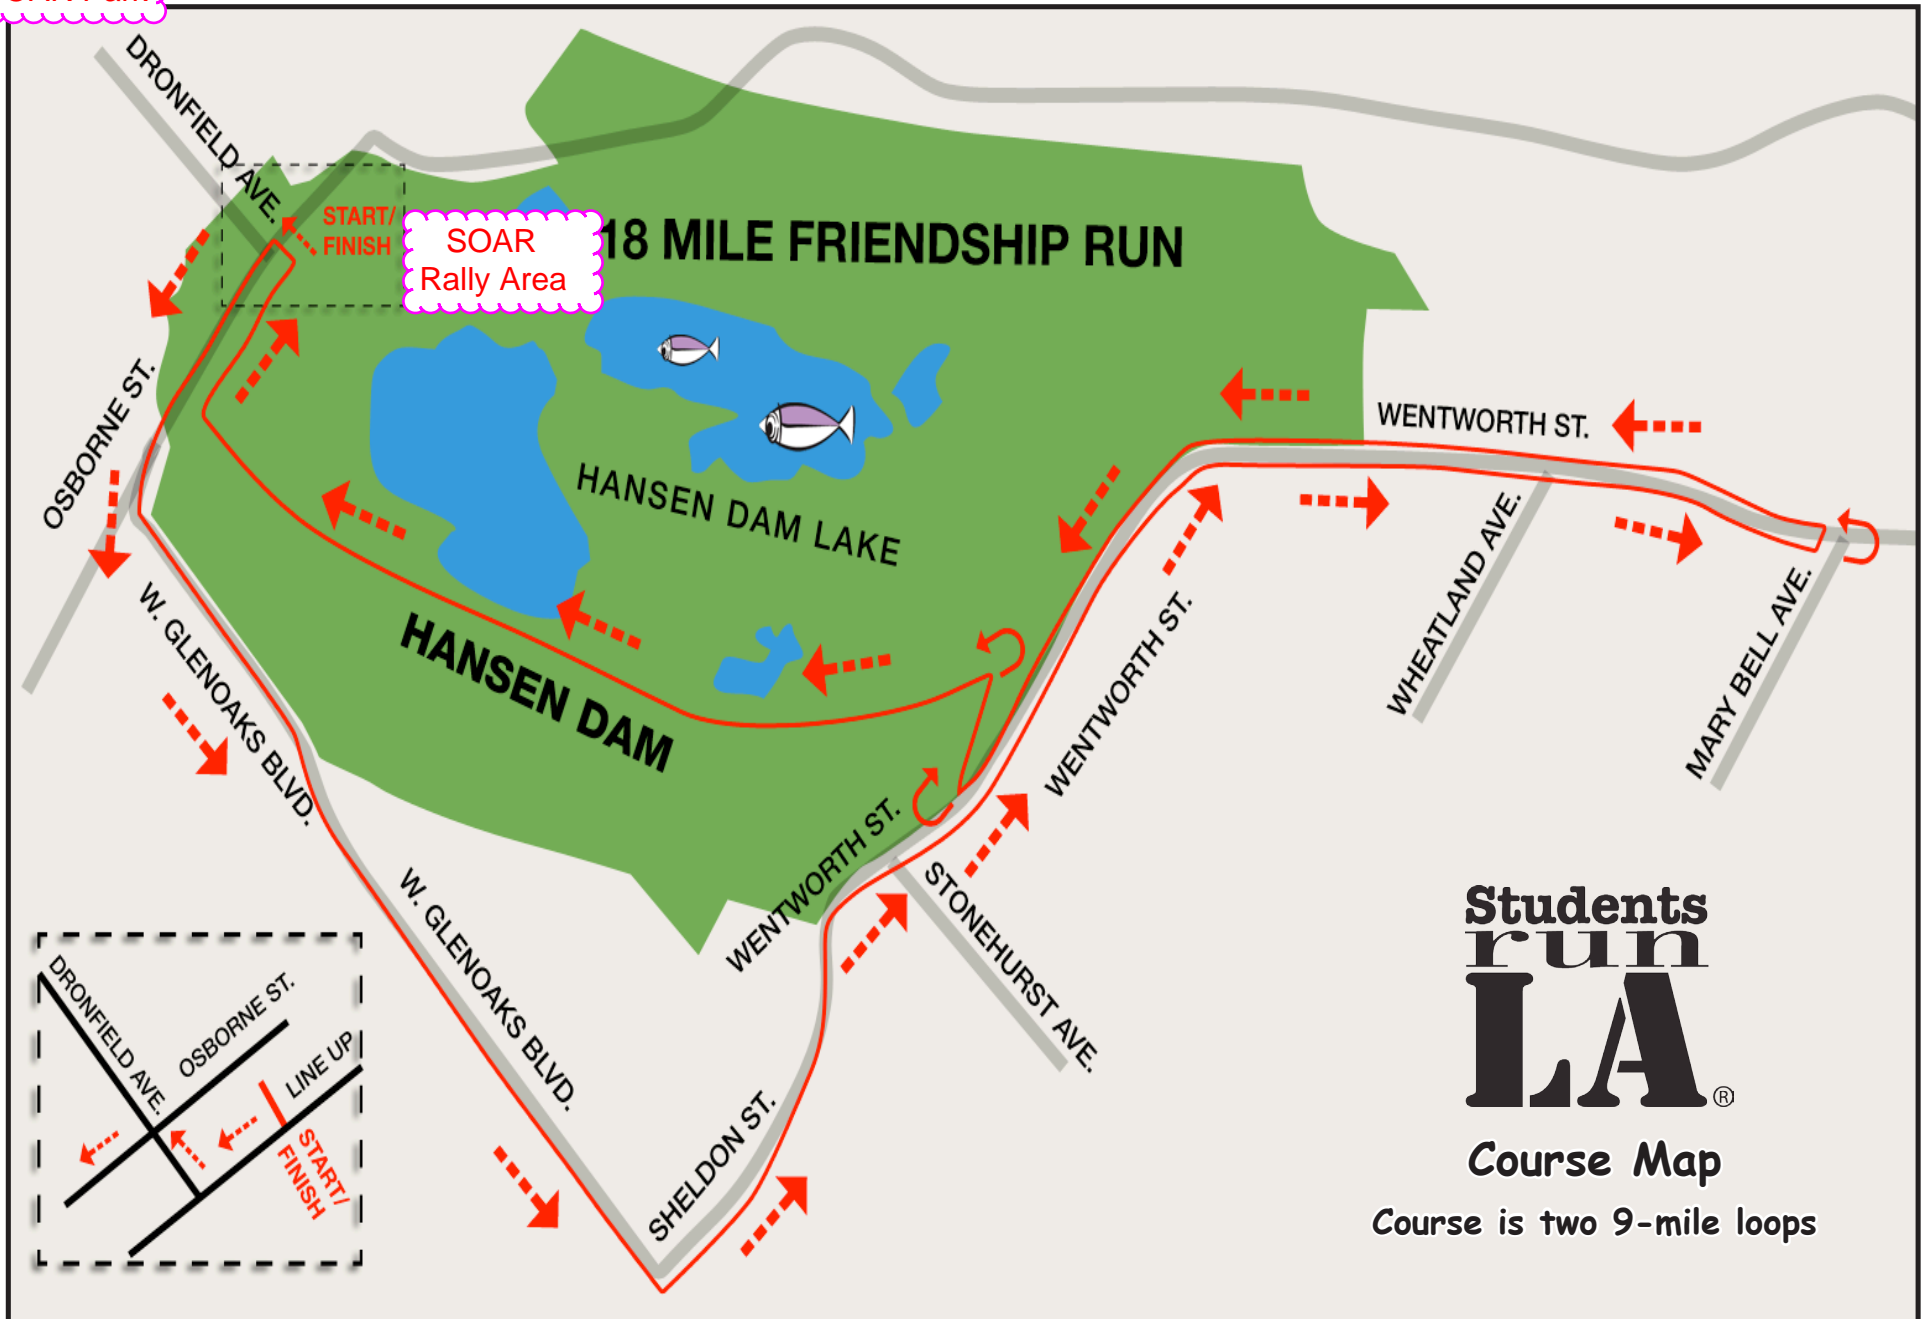 DRONFIELD AVE.
START/
FINISH
SOAR
Rally Area
18 MILE FRIENDSHIP RUN
OSBORNE ST.
HANSEN DAM LAKE
WENTWORTH ST.
HANSEN DAM
W. GLENOAKS BLVD.
WENTWORTH ST.
WHEATLAND AVE.
MARY BELL AVE.
WENTWORTH ST.
STONEHURST AVE.
W. GLENOAKS BLVD.
SHELDON ST.
DRONFIELD AVE.
OSBORNE ST.
LINE UP
START/
FINISH
Students
run
LA®
Course Map
Course is two 9-mile loops